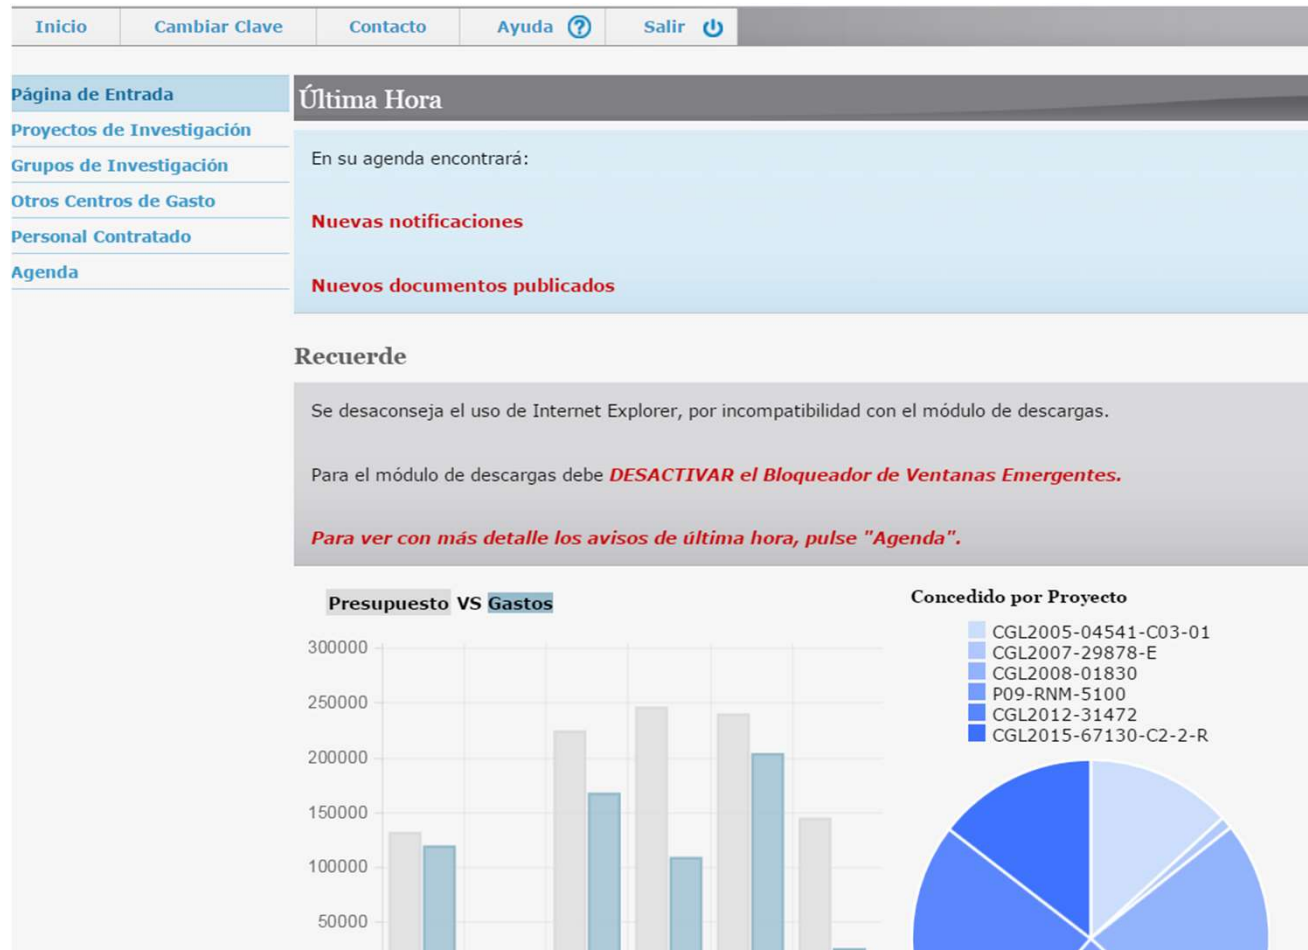 Inicio
Cambiar Clave
Contacto
Ayuda ?
Salir
Página de Entrada
Proyectos de Investigación
Grupos de Investigación
Otros Centros de Gasto
Personal Contratado
Agenda
Última Hora
En su agenda encontrará:
Nuevas notificaciones
Nuevos documentos publicados
Recuerde
Se desaconseja el uso de Internet Explorer, por incompatibilidad con el módulo de descargas.
Para el módulo de descargas debe DESACTIVAR el Bloqueador de Ventanas Emergentes.
Para ver con más detalle los avisos de última hora, pulse "Agenda".
Presupuesto VS Gastos
300000
250000
200000
150000
100000
50000
Concedido por Proyecto
CGL2005-04541-C03-01
CGL2007-29878-E
CGL2008-01830
P09-RNM-5100
CGL2012-31472
CGL2015-67130-C2-2-R